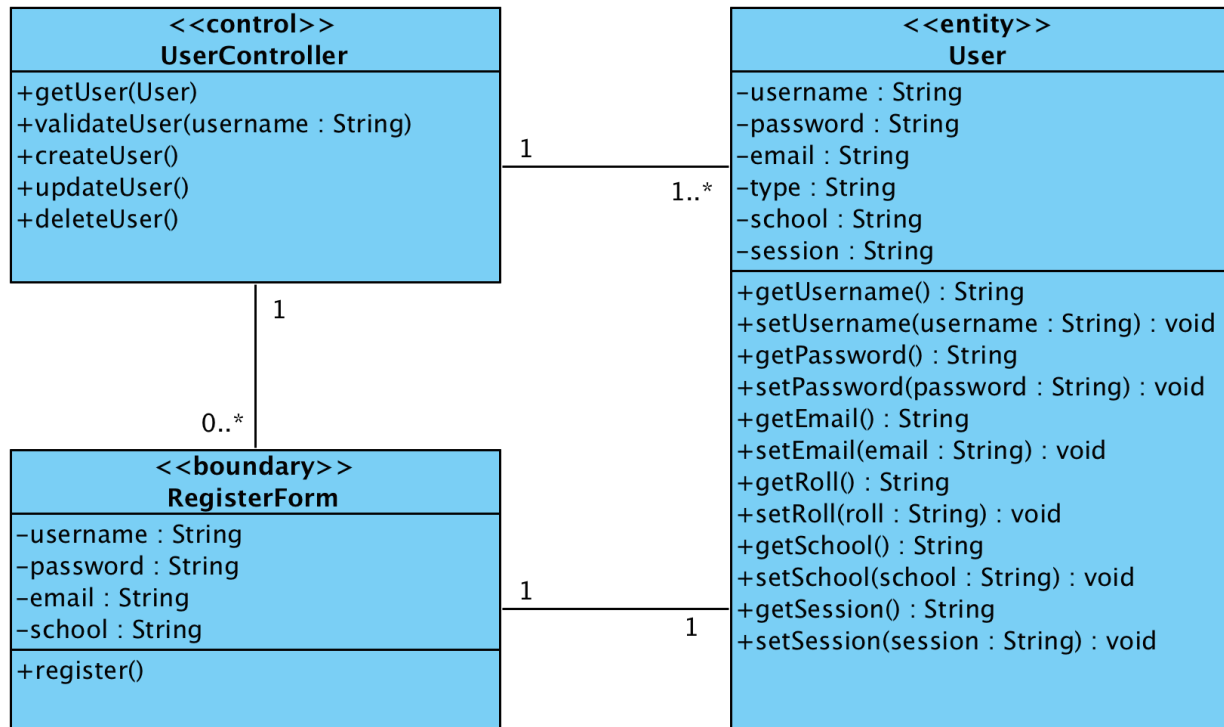 <<control>>
UserController
+getUser(User)
+validateUser(username : String)
+createUser()
+updateUser()
+deleteUser()
1
1..*
<<entity>>
User
-username : String
-password : String
-email : String
-type : String
-school : String
-session : String
+getUsername() : String
+setUsername(username : String) : void
+getPassword() : String
+setPassword(password : String) : void
+getEmail() : String
+setEmail(email : String) : void
+getRoll() : String
+setRoll(roll : String) : void
+getSchool() : String
+setSchool(school : String) : void
+getSession() : String
+setSession(session : String) : void
1
0..*
<<boundary>>
RegisterForm
-username : String
-password : String
-email : String
-school : String
+register()
1
1